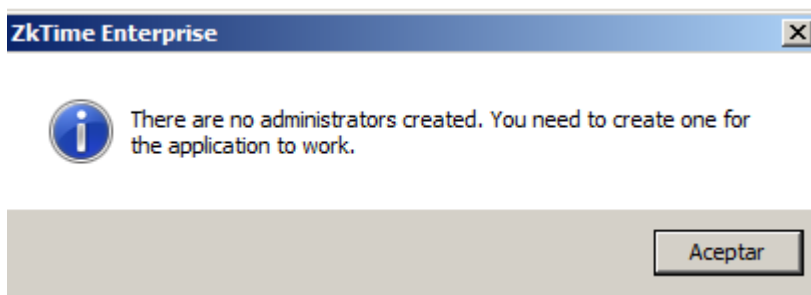 ZkTime Enterprise
There are no administrators created. You need to create one for
the application to work.
Aceptar